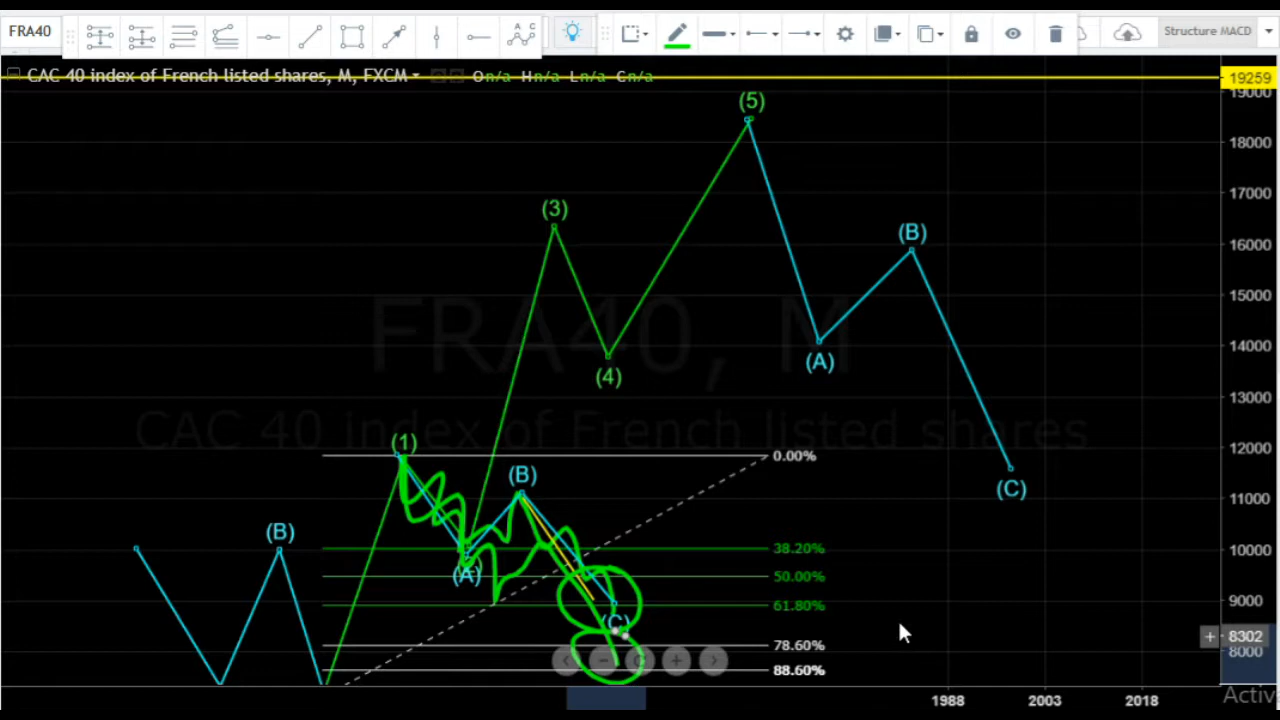 FRA40
A C
Structure MACD
CAC 40 index of French listed shares, M, FXCM
On/a Hn/a Ln/a Cn/a
19259
19000
(5)
18000
17000
(3)
(B)
16000
15000
FRA40, M
14000
(A)
(4)
13000
CAC 40 index of French listed shares
12000
(1)
0.00%
(B)
(C)
11000
(B)
10000
38.20%
(A)
50.00%
9000
61.80%
(C)
8302
78.60%
8000
88.60%
1988 2003 2018
Activ